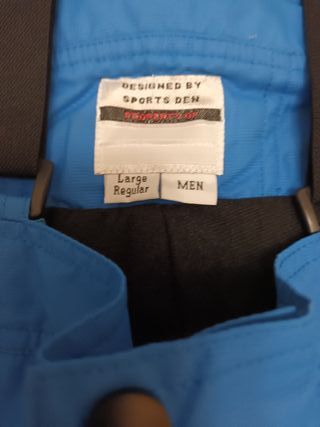 DESIGNED BY
SPORTS DEN
Large
Regular
MEN